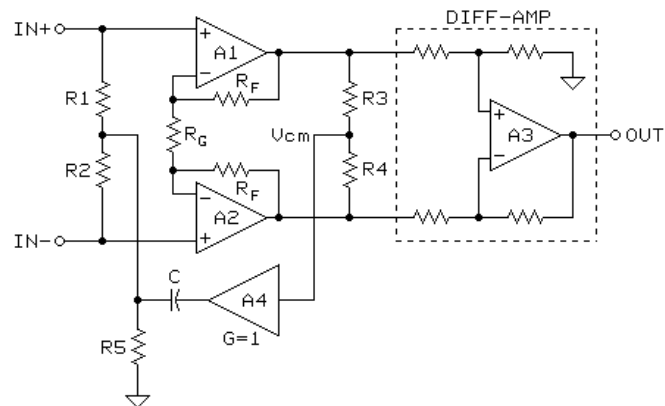 DIFF-AMP
IN+
+
A1
−
R1
RF
R3
RG
Vcm
+
A3
−
OUT
R2
RF
R4
−
A2
+
IN−
C
A4
G=1
R5